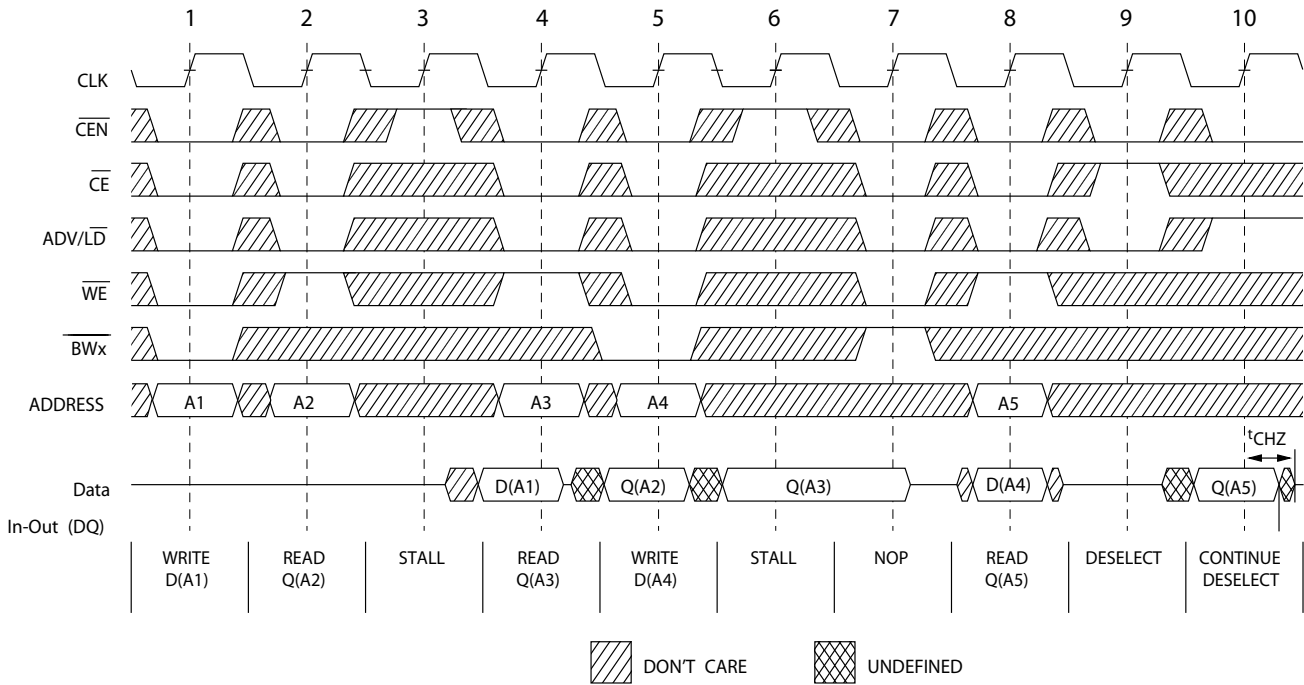 1 2 3 4 5 6 7 8 9 10
CLK
CEN
CE
ADV/LD
WE
BWx
ADDRESS A1 A2 A3 A4 A5
tCHZ
Data D(A1) Q(A2) Q(A3) D(A4) Q(A5)
In-Out (DQ)
WRITE READ STALL READ WRITE STALL NOP READ DESELECT CONTINUE
D(A1) Q(A2) Q(A3) D(A4) Q(A5) DESELECT
DON'T CARE UNDEFINED